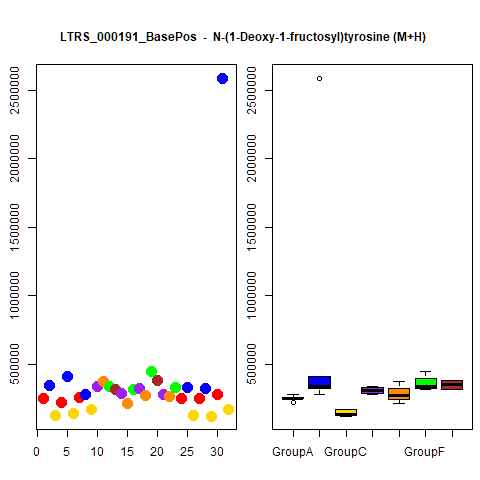 LTRS_000191_BasePos - N-(1-Deoxy-1-fructosyl)tyrosine (M+H)
500000 1000000 1500000 2000000 2500000
0 5 10 15 20 25 30
500000 1000000 1500000 2000000 2500000
GroupA GroupC GroupF